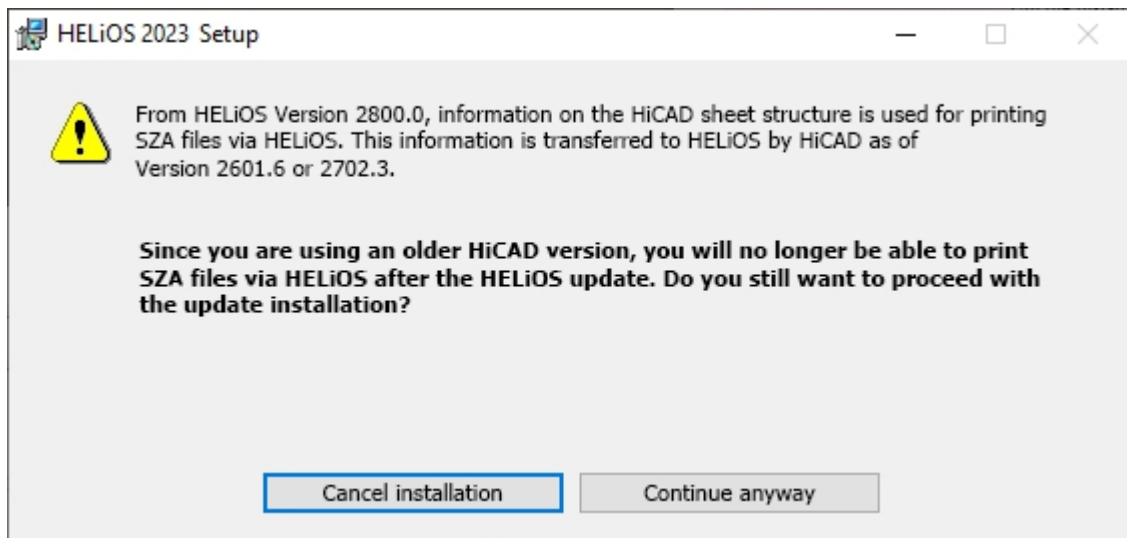 HELiOS 2023 Setup
From HELiOS Version 2800.0, information on the HiCAD sheet structure is used for printing
SZA files via HELiOS. This information is transferred to HELiOS by HiCAD as of
Version 2601.6 or 2702.3.
Since you are using an older HiCAD version, you will no longer be able to print
SZA files via HELiOS after the HELiOS update. Do you still want to proceed with
the update installation?
Cancel installation
Continue anyway